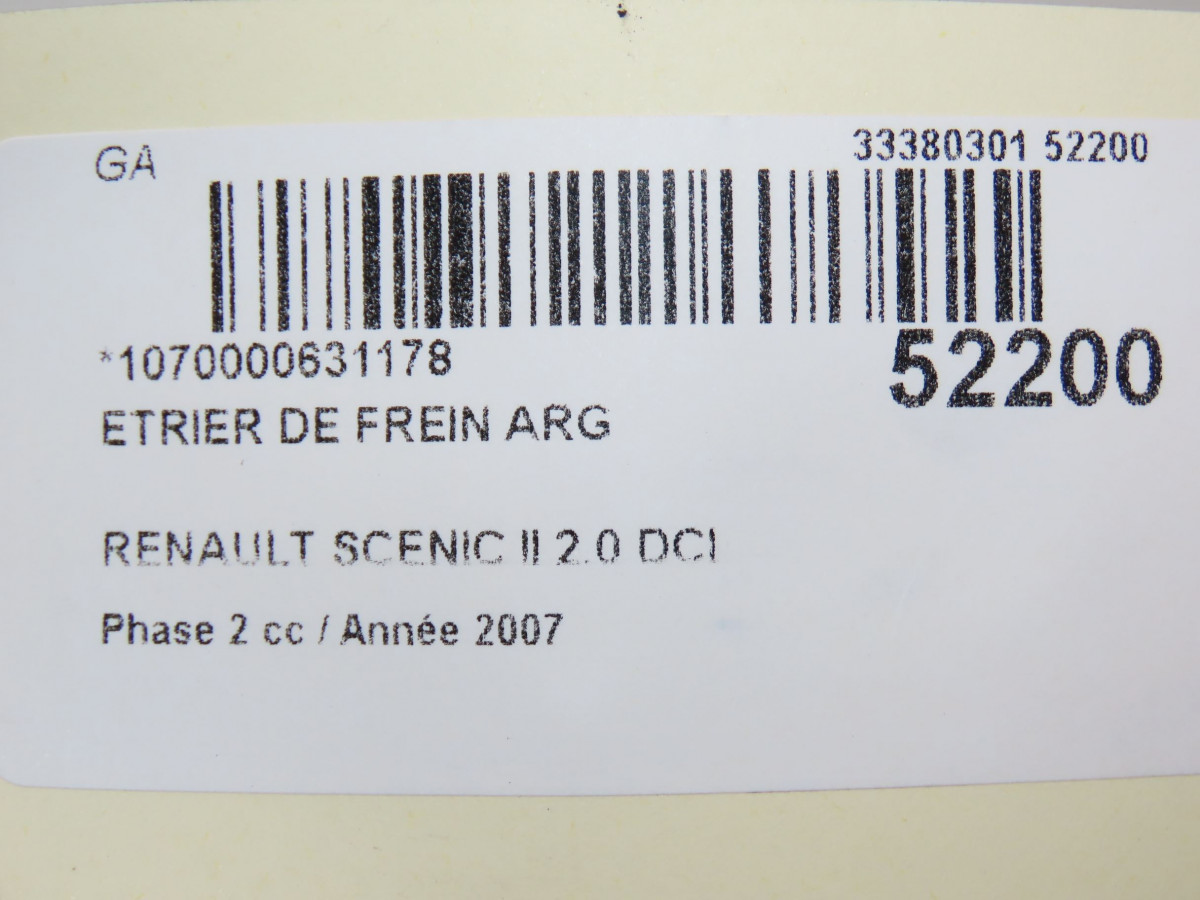 GA
33380301 52200
*1070000631178
52200
ETRIER DE FREIN ARG
RENAULT SCENIC II 2.0 DCI
Phase 2 cc / Année 2007